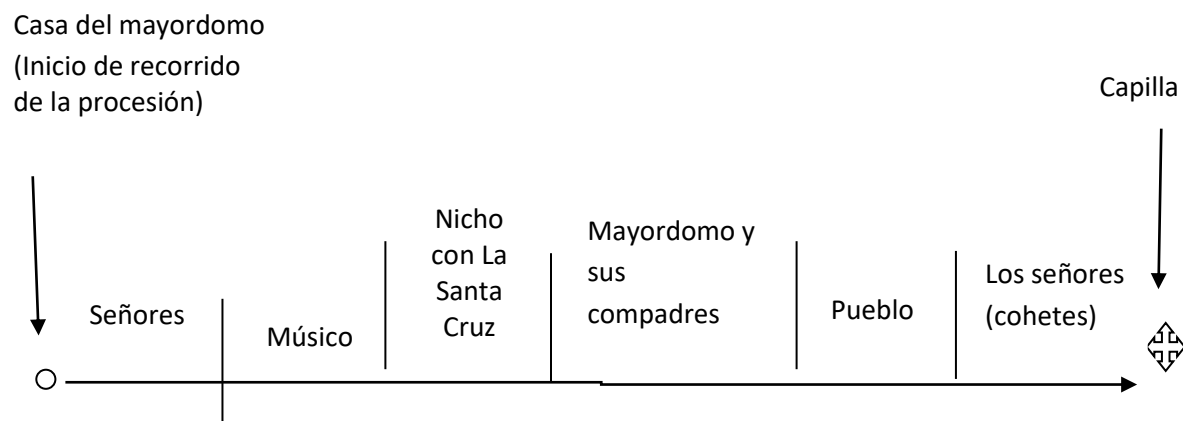 Casa del mayordomo
(Inicio de recorrido
de la procesión)
Capilla
Señores
Músico
Nicho
con La
Santa
Cruz
Mayordomo y
sus
compadres
Pueblo
Los señores
(cohetes)